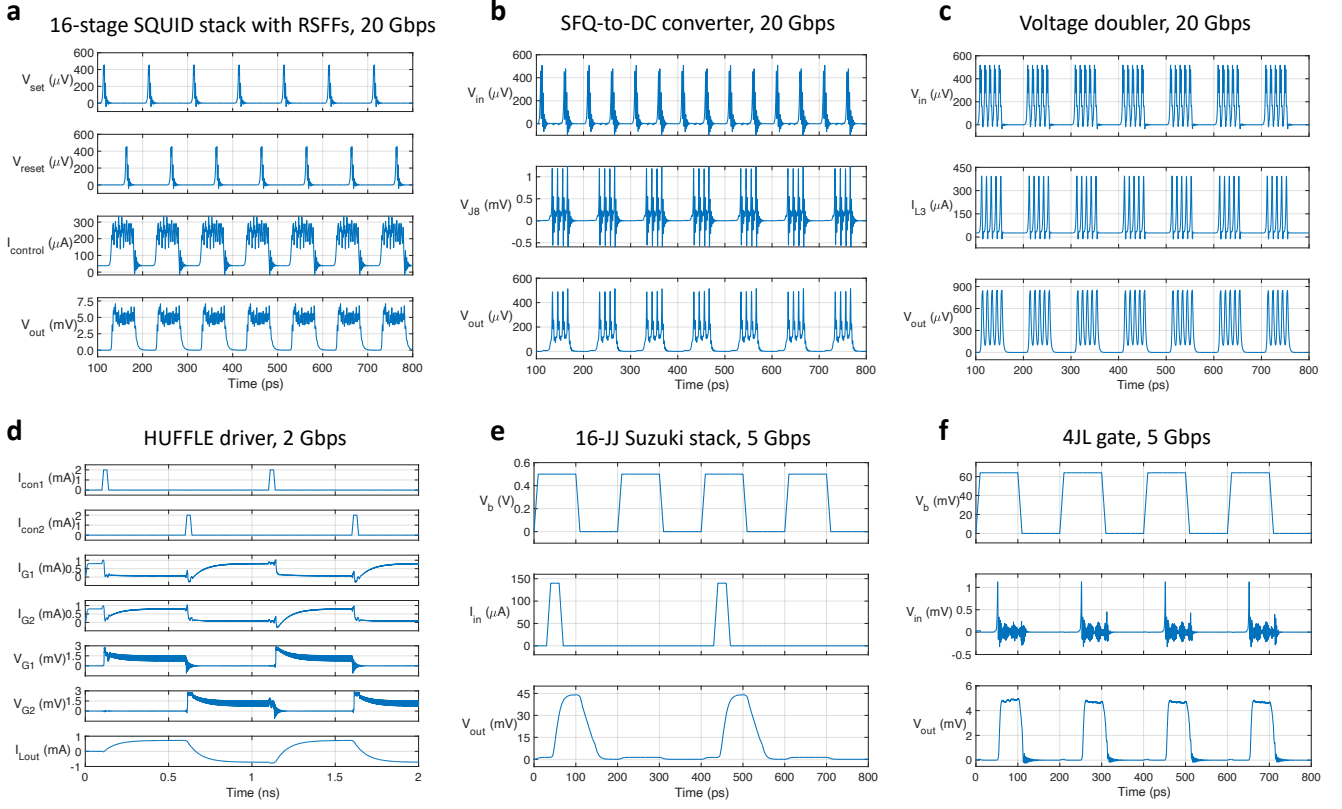 a
16-stage SQUID stack with RSFFs, 20 Gbps
600
400
200
0
V_set (μV)
600
400
200
0
V_reset (μV)
300
200
100
0
I_control (μA)
7.5
5.0
2.5
0.0
V_out (mV)
100 200 300 400 500 600 700 800
Time (ps)
b
SFQ-to-DC converter, 20 Gbps
600
400
200
0
V_in (μV)
1
0.5
0
-0.5
V_J8 (mV)
600
400
200
0
V_out (μV)
100 200 300 400 500 600 700 800
Time (ps)
c
Voltage doubler, 20 Gbps
600
400
200
0
V_in (μV)
450
300
150
0
I_L3 (μA)
900
600
300
0
V_out (μV)
100 200 300 400 500 600 700 800
Time (ps)
d
HUFFLE driver, 2 Gbps
I_con1 (mA)
2
1
0
I_con2 (mA)
2
1
0
I_G1 (mA)
1
0.5
0
I_G2 (mA)
1
0.5
0
V_G1 (mV)
3
1.5
0
V_G2 (mV)
3
1.5
0
I_Lout (mA)
1
0
-1
0 0.5 1 1.5 2
Time (ns)
e
16-JJ Suzuki stack, 5 Gbps
0.6
0.4
0.2
0
V_b (V)
150
100
50
0
I_in (μA)
45
30
15
0
V_out (mV)
0 100 200 300 400 500 600 700 800
Time (ps)
f
4JL gate, 5 Gbps
60
40
20
0
V_b (mV)
1
0.5
0
-0.5
V_in (mV)
6
4
2
0
V_out (mV)
0 100 200 300 400 500 600 700 800
Time (ps)